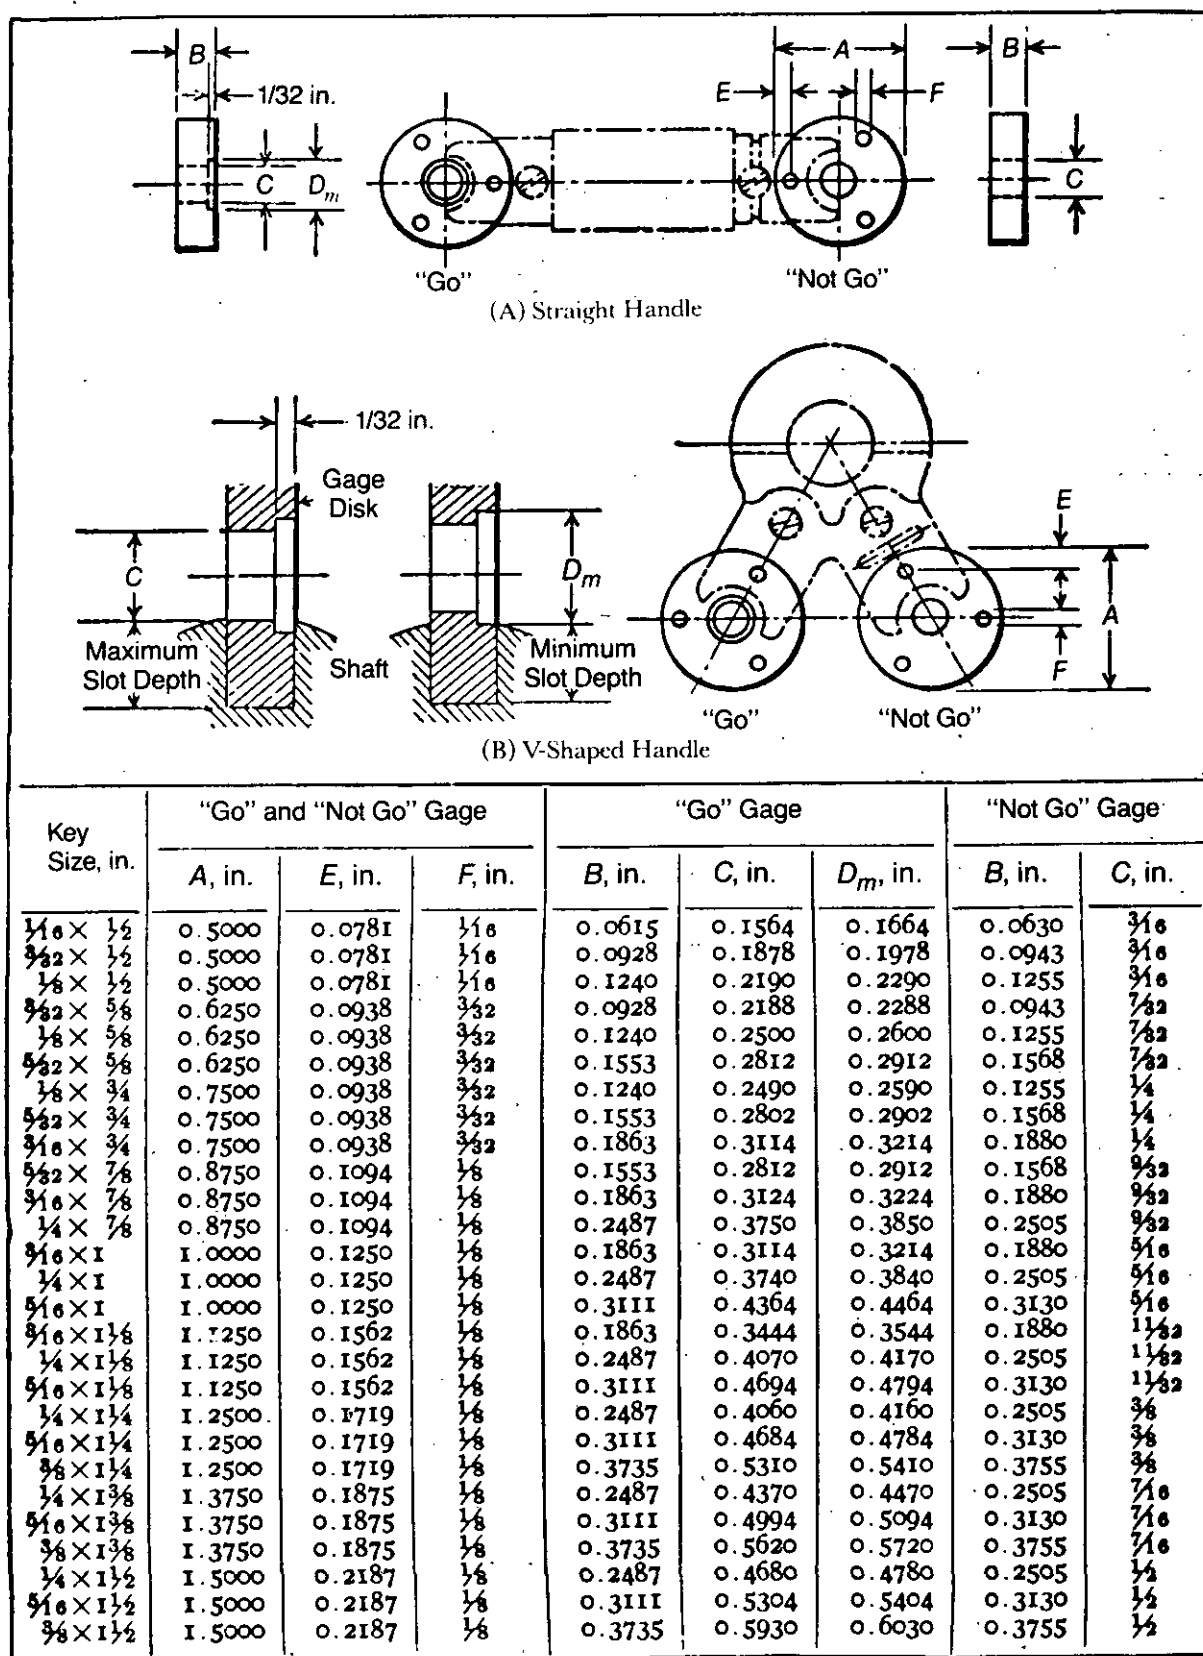 B
A
B
1/32 in.
E
F
C
Dm
C
"Go"
"Not Go"
(A) Straight Handle
1/32 in.
Gage
Disk
E
C
Dm
A
Maximum
Slot Depth
Shaft
Minimum
Slot Depth
F
"Go"
"Not Go"
(B) V-Shaped Handle
Key Size, in. | "Go" and "Not Go" Gage | "Go" Gage | "Not Go" Gage
A, in. | E, in. | F, in. | B, in. | C, in. | Dm, in. | B, in. | C, in.
1/16 × 1/2 | 0.5000 | 0.0781 | 1/16 | 0.0615 | 0.1564 | 0.1664 | 0.0630 | 3/16
3/32 × 1/2 | 0.5000 | 0.0781 | 1/16 | 0.0928 | 0.1878 | 0.1978 | 0.0943 | 3/16
1/8 × 1/2 | 0.5000 | 0.0781 | 1/16 | 0.1240 | 0.2190 | 0.2290 | 0.1255 | 3/16
3/32 × 5/8 | 0.6250 | 0.0938 | 3/32 | 0.0928 | 0.2188 | 0.2288 | 0.0943 | 7/32
1/8 × 5/8 | 0.6250 | 0.0938 | 3/32 | 0.1240 | 0.2500 | 0.2600 | 0.1255 | 7/32
5/32 × 5/8 | 0.6250 | 0.0938 | 3/32 | 0.1553 | 0.2812 | 0.2912 | 0.1568 | 7/32
1/8 × 3/4 | 0.7500 | 0.0938 | 3/32 | 0.1240 | 0.2490 | 0.2590 | 0.1255 | 1/4
5/32 × 3/4 | 0.7500 | 0.0938 | 3/32 | 0.1553 | 0.2802 | 0.2902 | 0.1568 | 1/4
3/16 × 3/4 | 0.7500 | 0.0938 | 3/32 | 0.1863 | 0.3114 | 0.3214 | 0.1880 | 1/4
5/32 × 7/8 | 0.8750 | 0.1094 | 1/8 | 0.1553 | 0.2812 | 0.2912 | 0.1568 | 9/32
3/16 × 7/8 | 0.8750 | 0.1094 | 1/8 | 0.1863 | 0.3124 | 0.3224 | 0.1880 | 9/32
1/4 × 7/8 | 0.8750 | 0.1094 | 1/8 | 0.2487 | 0.3750 | 0.3850 | 0.2505 | 9/32
3/16 × 1 | 1.0000 | 0.1250 | 1/8 | 0.1863 | 0.3114 | 0.3214 | 0.1880 | 5/16
1/4 × 1 | 1.0000 | 0.1250 | 1/8 | 0.2487 | 0.3740 | 0.3840 | 0.2505 | 5/16
5/16 × 1 | 1.0000 | 0.1250 | 1/8 | 0.3111 | 0.4364 | 0.4464 | 0.3130 | 5/16
3/16 × 1 1/8 | 1.1250 | 0.1562 | 1/8 | 0.1863 | 0.3444 | 0.3544 | 0.1880 | 11/32
1/4 × 1 1/8 | 1.1250 | 0.1562 | 1/8 | 0.2487 | 0.4070 | 0.4170 | 0.2505 | 11/32
5/16 × 1 1/8 | 1.1250 | 0.1562 | 1/8 | 0.3111 | 0.4694 | 0.4794 | 0.3130 | 11/32
1/4 × 1 1/4 | 1.2500 | 0.1719 | 1/8 | 0.2487 | 0.4060 | 0.4160 | 0.2505 | 3/8
5/16 × 1 1/4 | 1.2500 | 0.1719 | 1/8 | 0.3111 | 0.4684 | 0.4784 | 0.3130 | 3/8
3/8 × 1 1/4 | 1.2500 | 0.1719 | 1/8 | 0.3735 | 0.5310 | 0.5410 | 0.3755 | 3/8
1/4 × 1 3/8 | 1.3750 | 0.1875 | 1/8 | 0.2487 | 0.4370 | 0.4470 | 0.2505 | 7/16
5/16 × 1 3/8 | 1.3750 | 0.1875 | 1/8 | 0.3111 | 0.4994 | 0.5094 | 0.3130 | 7/16
3/8 × 1 3/8 | 1.3750 | 0.1875 | 1/8 | 0.3735 | 0.5620 | 0.5720 | 0.3755 | 7/16
1/4 × 1 1/2 | 1.5000 | 0.2187 | 1/8 | 0.2487 | 0.4680 | 0.4780 | 0.2505 | 1/2
5/16 × 1 1/2 | 1.5000 | 0.2187 | 1/8 | 0.3111 | 0.5304 | 0.5404 | 0.3130 | 1/2
3/8 × 1 1/2 | 1.5000 | 0.2187 | 1/8 | 0.3735 | 0.5930 | 0.6030 | 0.3755 | 1/2